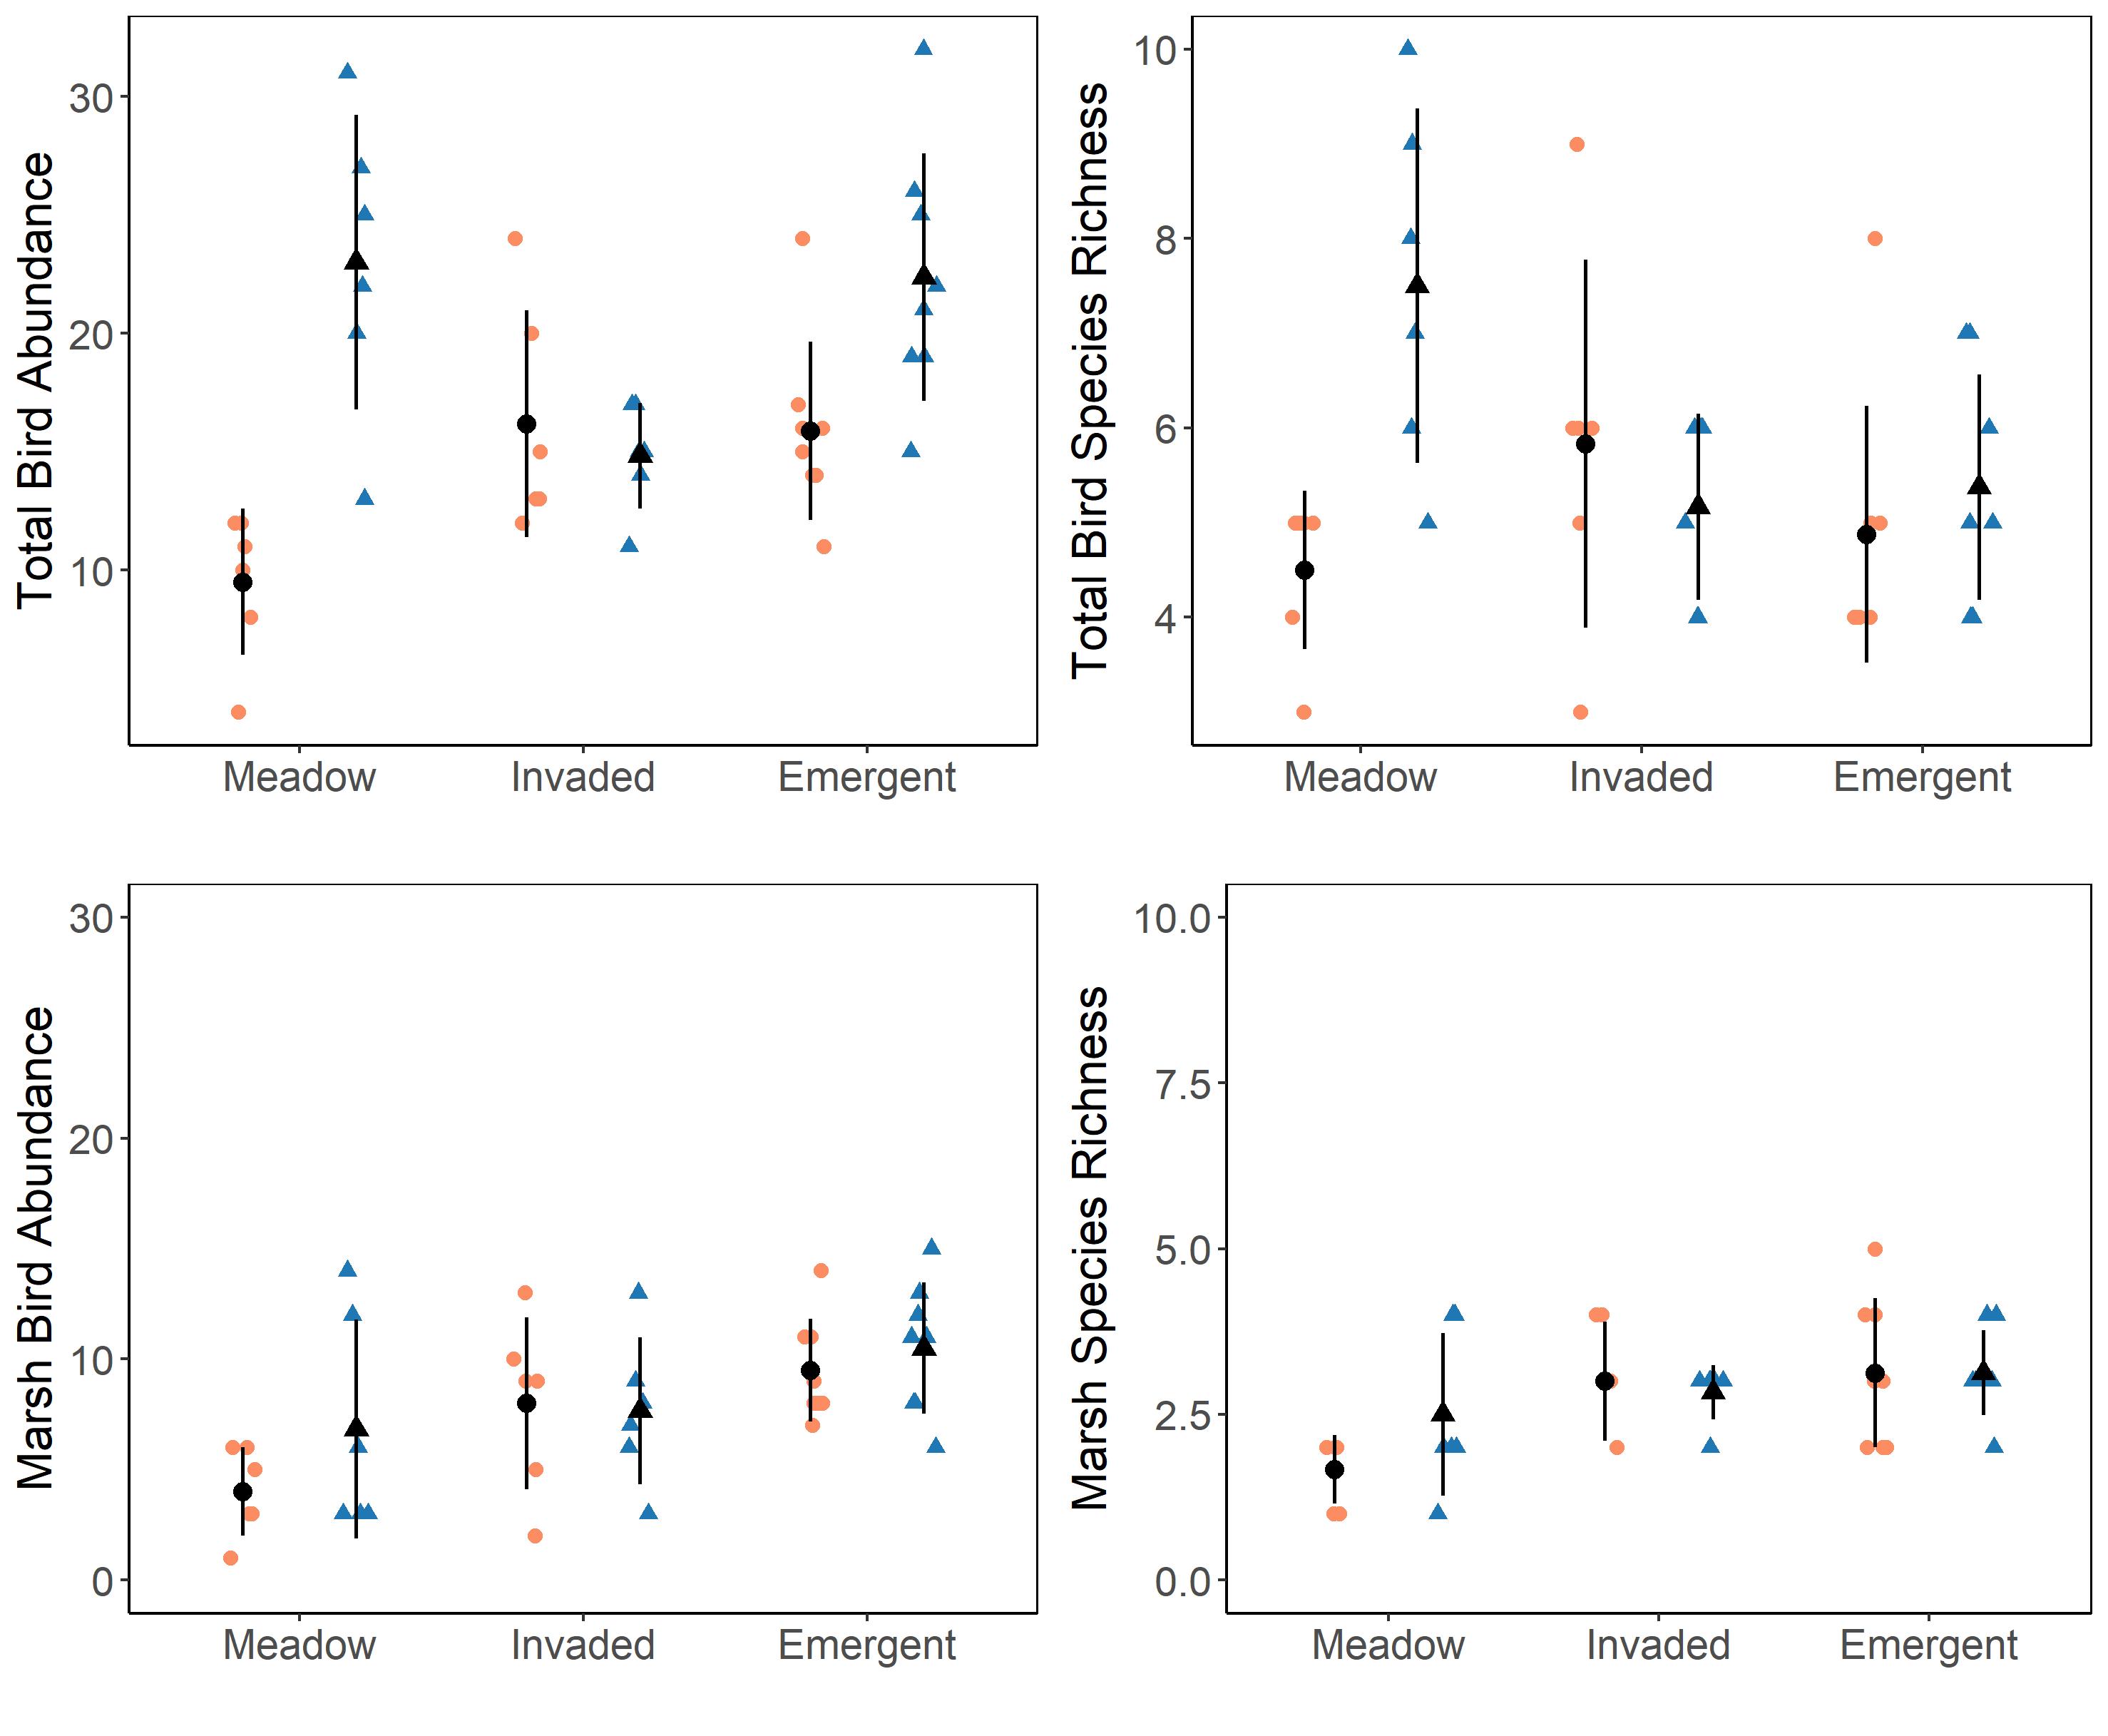 Total Bird Abundance
30
20
10
Meadow Invaded Emergent
Total Bird Species Richness
10
8
6
4
Meadow Invaded Emergent
Marsh Bird Abundance
30
20
10
0
Meadow Invaded Emergent
Marsh Species Richness
10.0
7.5
5.0
2.5
0.0
Meadow Invaded Emergent